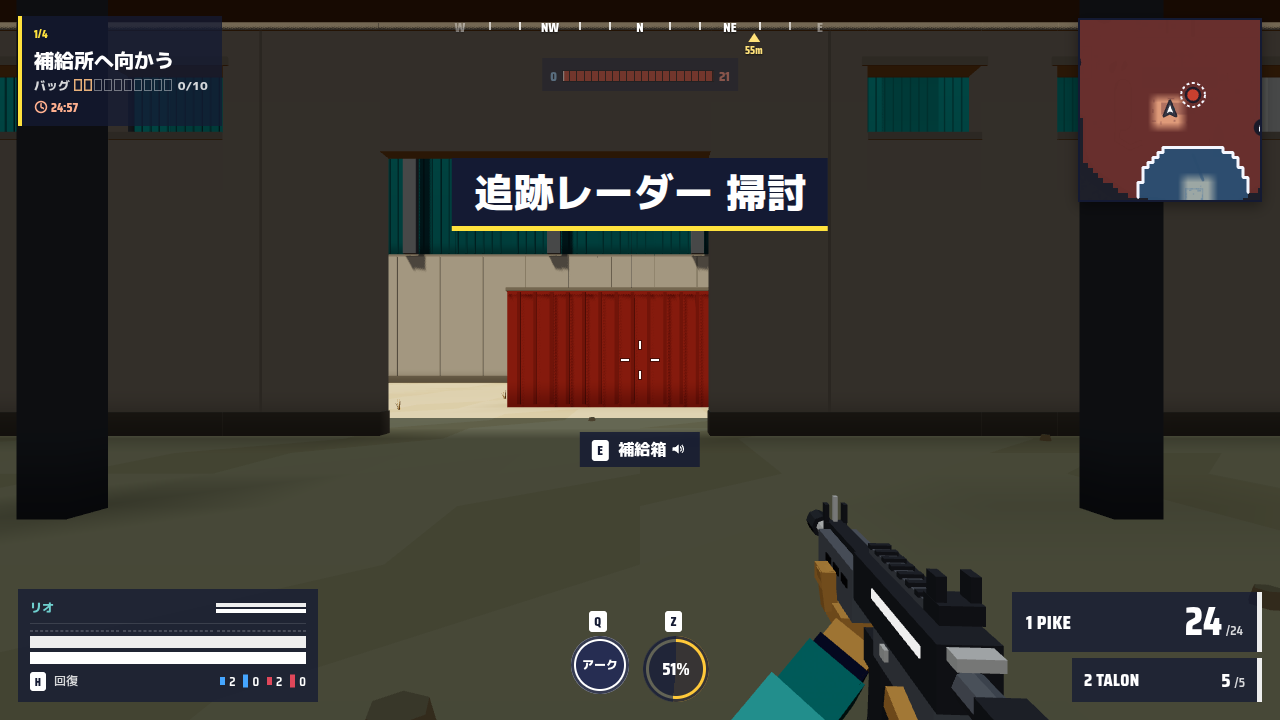 W NW N NE E
55m
1/4
補給所へ向かう
バッグ 0/10
24:57
0 21
追跡レーダー 掃討
E 補給箱
リオ
H 回復 2 0 2 0
Q
アーク
Z
51%
1 PIKE 24/24
2 TALON 5/5